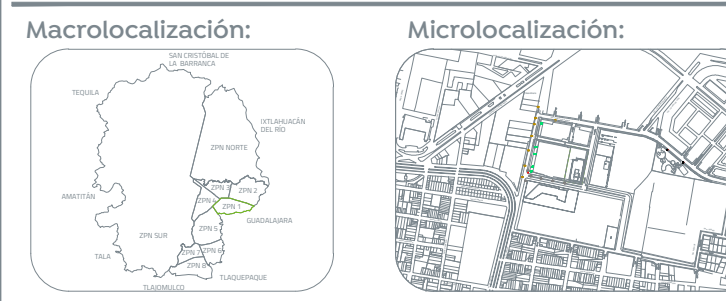 Macrolocalización:
Microlocalización:
SAN CRISTÓBAL DE
LA BARRANCA
TEQUILA
IXTLAHUACÁN
DEL RÍO
ZPN NORTE
ZPN 3
ZPN 2
ZPN 4
ZPN 1
AMATITÁN
GUADALAJARA
ZPN 5
ZPN SUR
ZPN 7
ZPN 6
TALA
ZPN 8
TLAQUEPAQUE
TLAJOMULCO